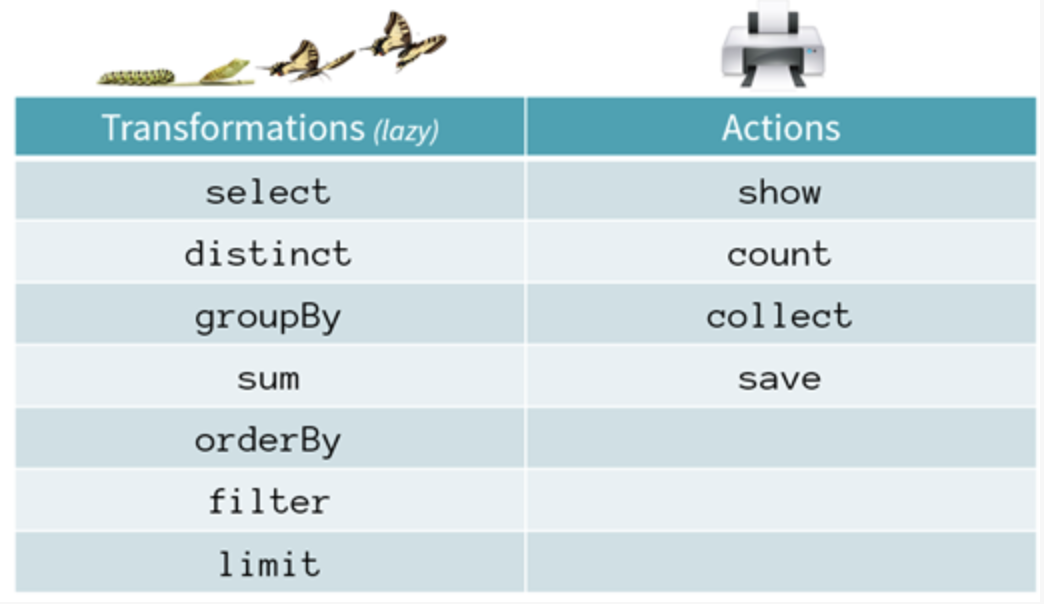 Transformations (lazy) Actions
select show
distinct count
groupBy collect
sum save
orderBy
filter
limit